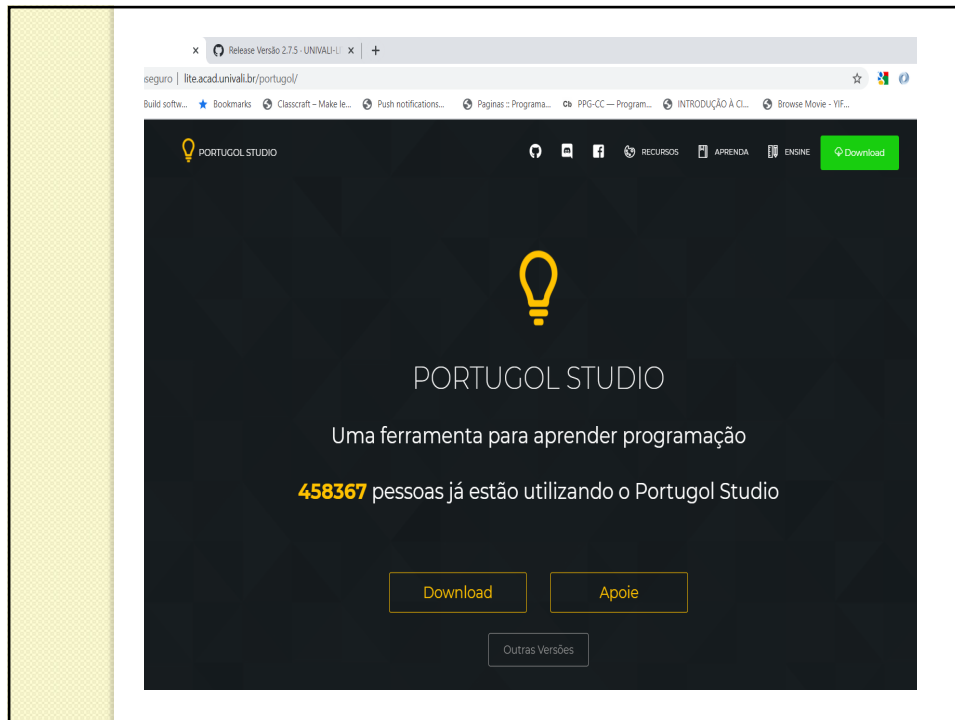 Release Versão 2.7.5 · UNIVALI-LI
lite.acad.univali.br/portugol/
Build softw... Bookmarks Classcraft – Make le... Push notifications... Paginas :: Programa... Cb PPG-CC — Program... INTRODUÇÃO À CI... Browse Movie - YIF...
PORTUGOL STUDIO RECURSOS APRENDA ENSINE Download
PORTUGOL STUDIO
Uma ferramenta para aprender programação
458367 pessoas já estão utilizando o Portugol Studio
Download Apoie
Outras Versões